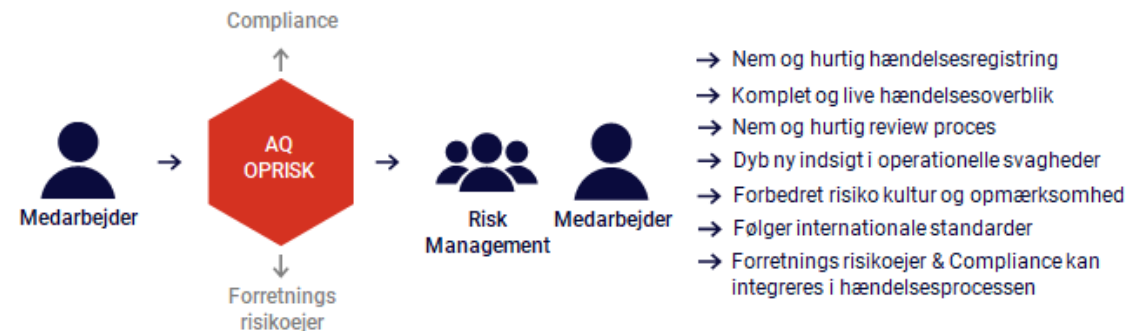 Compliance
AQ
OPRISK
Medarbejder
Forretnings
risikoejer
Risk
Management
Medarbejder
→ Nem og hurtig hændelsesregistring
→ Komplet og live hændelsesoverblik
→ Nem og hurtig review proces
→ Dyb ny indsigt i operationelle svagheder
→ Forbedret risiko kultur og opmærksomhed
→ Følger internationale standarder
→ Forretnings risikoejer & Compliance kan
integreres i hændelsesprocessen